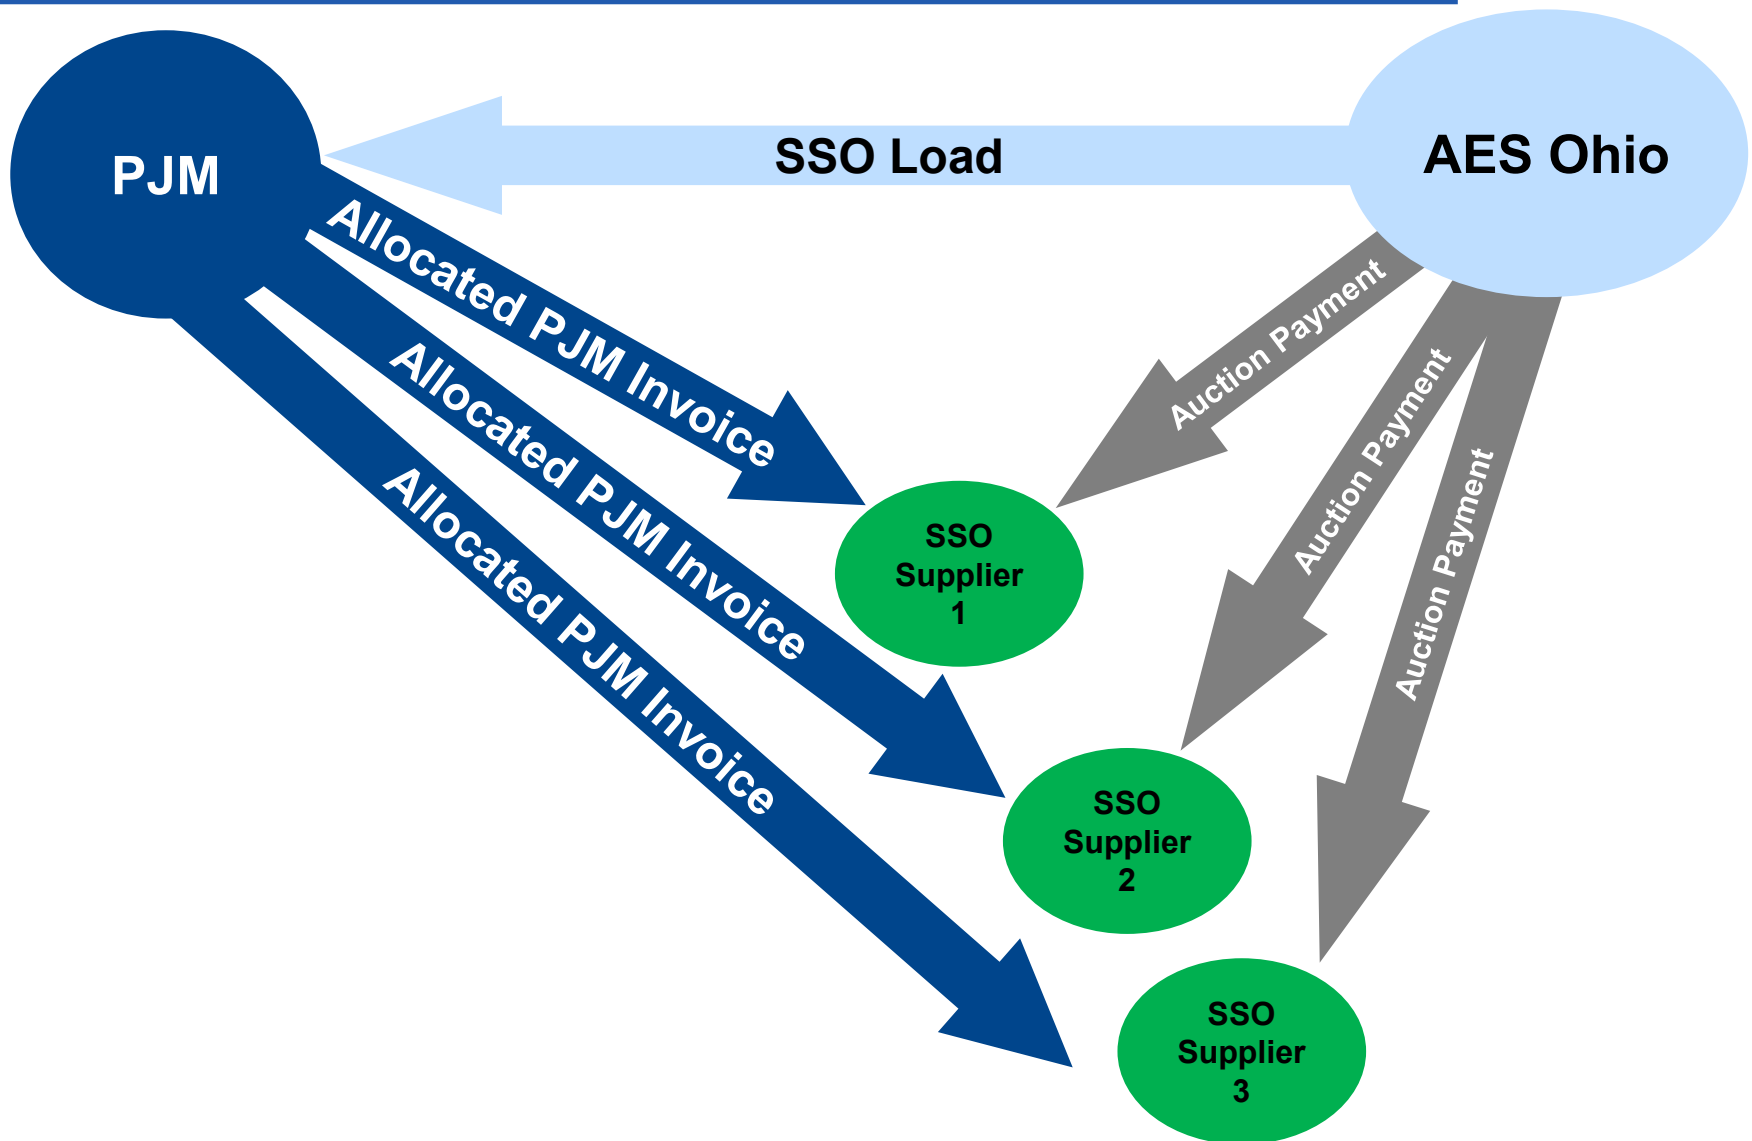 PJM
SSO Load
AES Ohio
Allocated PJM Invoice
Allocated PJM Invoice
Allocated PJM Invoice
Auction Payment
Auction Payment
Auction Payment
SSO
Supplier
1
SSO
Supplier
2
SSO
Supplier
3